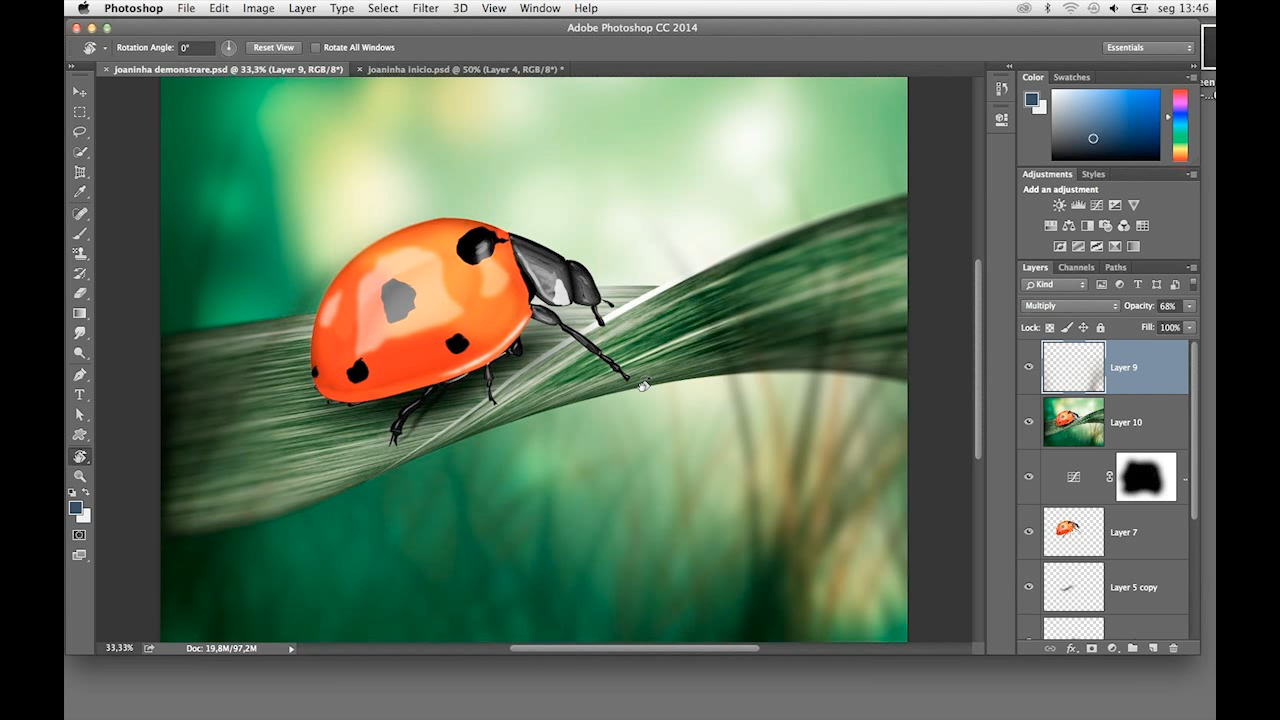 Photoshop File Edit Image Layer Type Select Filter 3D View Window Help seg 13:46
Adobe Photoshop CC 2014
Rotation Angle: 0° Reset View Rotate All Windows Essentials
× joaninha demonstrare.psd @ 33,3% (Layer 9, RGB/8*) × joaninha inicio.psd @ 50% (Layer 4, RGB/8*) *
Color Swatches
Adjustments Styles
Add an adjustment
Layers Channels Paths
Kind
Multiply Opacity: 68%
Lock: Fill: 100%
Layer 9
Layer 10
Layer 7
Layer 5 copy
33,33% Doc: 19,8M/97,2M